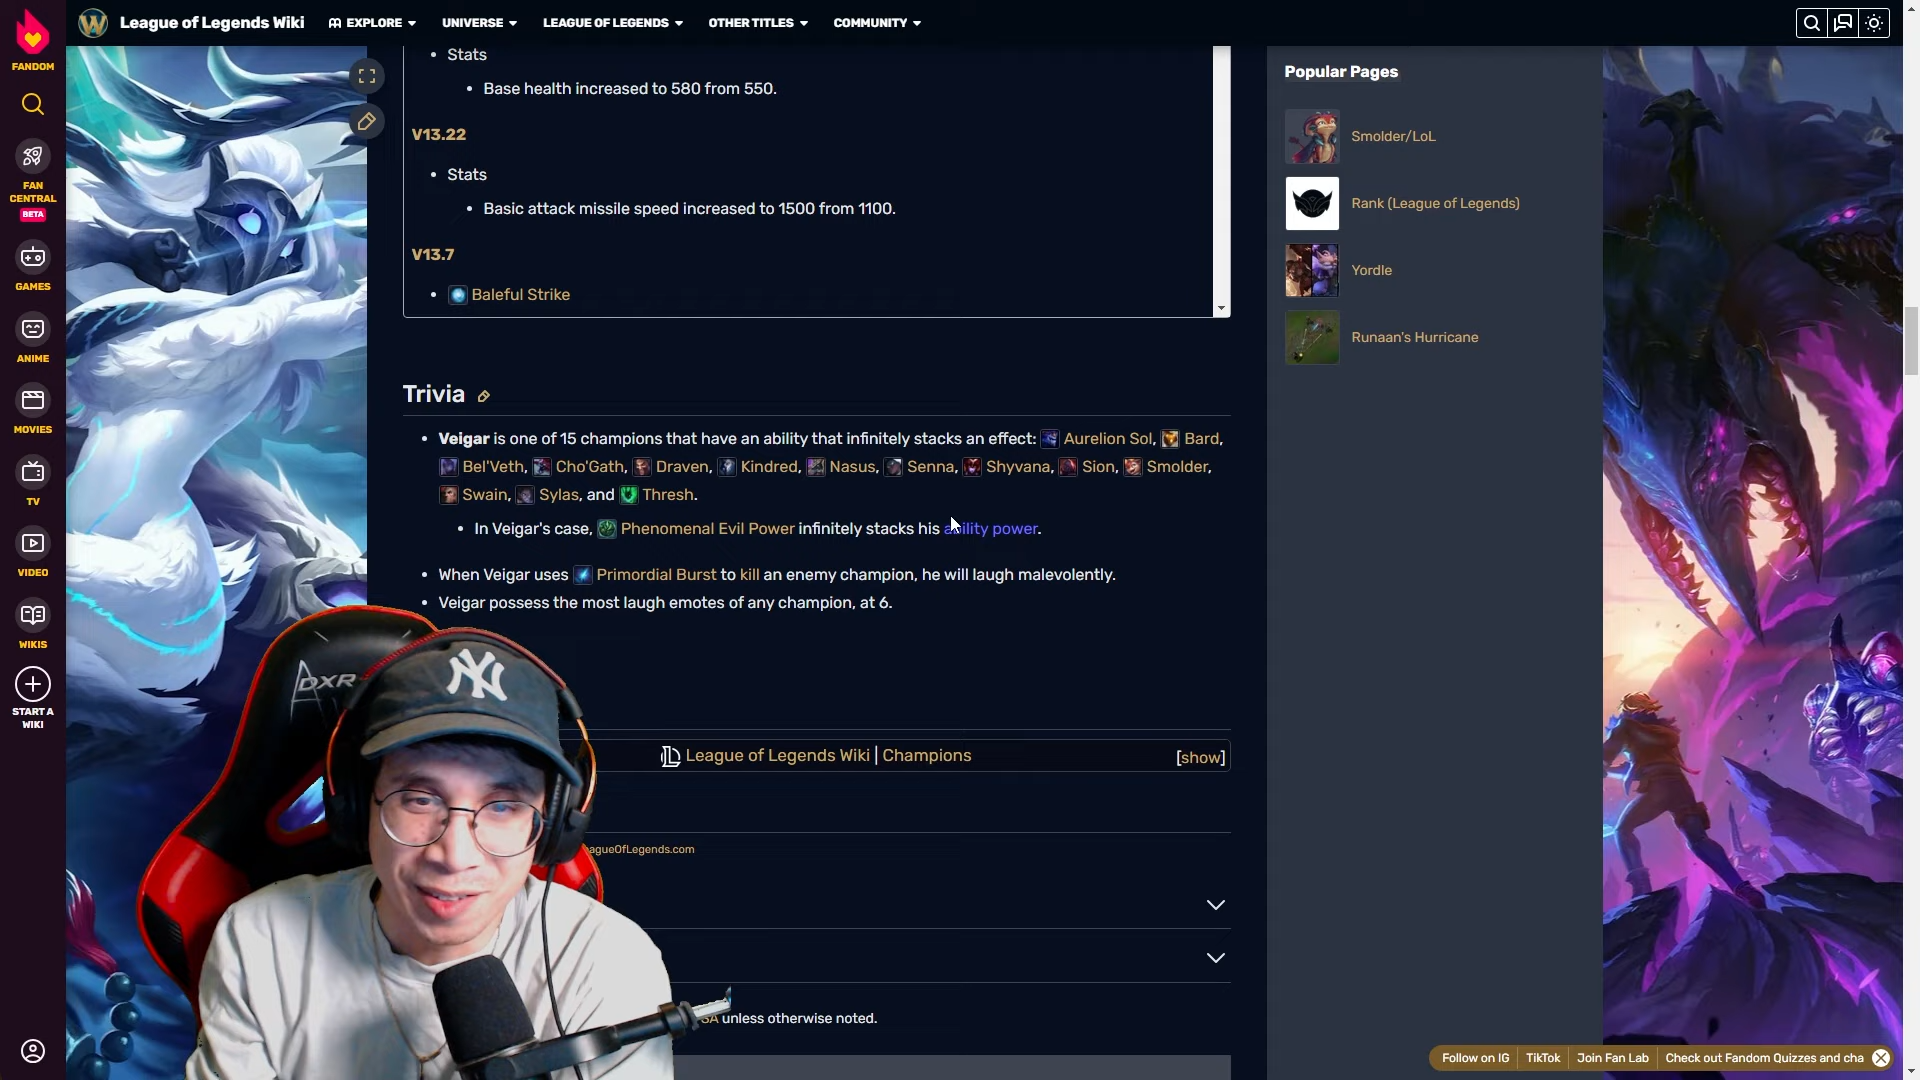 League of Legends Wiki
EXPLORE
UNIVERSE
LEAGUE OF LEGENDS
OTHER TITLES
COMMUNITY
FANDOM
FAN CENTRAL
BETA
GAMES
ANIME
MOVIES
TV
VIDEO
WIKIS
START A WIKI
Stats
Base health increased to 580 from 550.
V13.22
Stats
Basic attack missile speed increased to 1500 from 1100.
V13.7
Baleful Strike
Trivia
Veigar is one of 15 champions that have an ability that infinitely stacks an effect: Aurelion Sol, Bard,
Bel'Veth, Cho'Gath, Draven, Kindred, Nasus, Senna, Shyvana, Sion, Smolder,
Swain, Sylas, and Thresh.
In Veigar's case, Phenomenal Evil Power infinitely stacks his ability power.
When Veigar uses Primordial Burst to kill an enemy champion, he will laugh malevolently.
Veigar possess the most laugh emotes of any champion, at 6.
League of Legends Wiki | Champions
[show]
agueOfLegends.com
SA unless otherwise noted.
Popular Pages
Smolder/LoL
Rank (League of Legends)
Yordle
Runaan's Hurricane
Follow on IG
TikTok
Join Fan Lab
Check out Fandom Quizzes and cha
NY
DXR